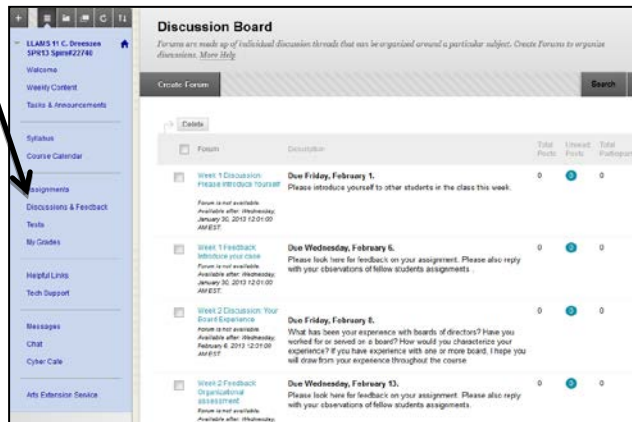 LLAMS 11 C. Dreeszen
SPR13 Spire#22746
Welcome
Weekly Content
Tasks & Announcements
Syllabus
Course Calendar
Assignments
Discussions & Feedback
Tests
My Grades
Helpful Links
Tech Support
Messages
Chat
Cyber Cafe
Arts Extension Service
Discussion Board
Forums are made up of individual discussion threads that can be organized around a particular subject. Create Forums to organize
discussions. More Help
Create Forum
Search
Delete
Forum Description Total Posts Unread Posts Total Participants
Week 1 Discussion:
Please Introduce Yourself
Forum is not available.
Available after: Wednesday,
January 30, 2013 12:01:00
AM EST.
Due Friday, February 1.
Please introduce yourself to other students in the class this week.
0 0 0
Week 1 Feedback:
Introduce your case
Forum is not available.
Available after: Wednesday,
January 30, 2013 12:01:00
AM EST.
Due Wednesday, February 6.
Please look here for feedback on your assignment. Please also reply
with your observations of fellow students assignments .
0 0 0
Week 2 Discussion: Your
Board Experience
Forum is not available.
Available after: Wednesday,
February 6, 2013 12:01:00
AM EST.
Due Friday, February 8.
What has been your experience with boards of directors? Have you
worked for or served on a board? How would you characterize your
experience? If you have experience with one or more board, I hope you
will draw from your experience throughout the course
0 0 0
Week 2 Feedback:
Organizational
assessment
Forum is not available.
Available after: Wednesday,
Due Wednesday, February 13.
Please look here for feedback on your assignment. Please also reply
with your observations of fellow students assignments.
0 0 0